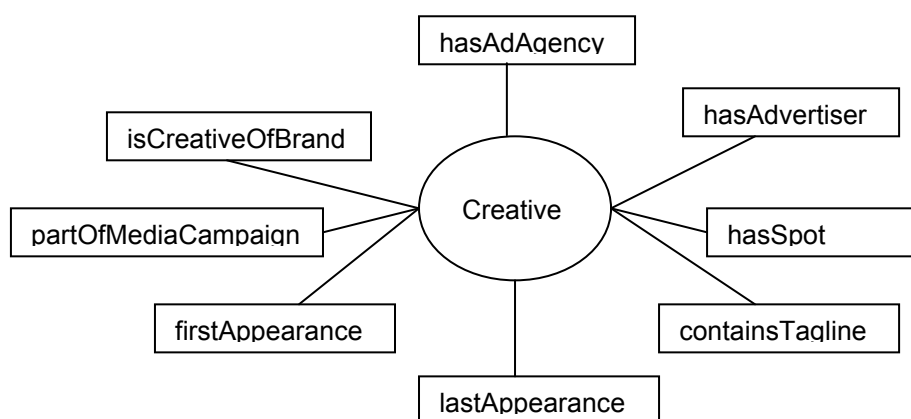 hasAdAgency
hasAdvertiser
isCreativeOfBrand
Creative
partOfMediaCampaign
hasSpot
firstAppearance
containsTagline
lastAppearance